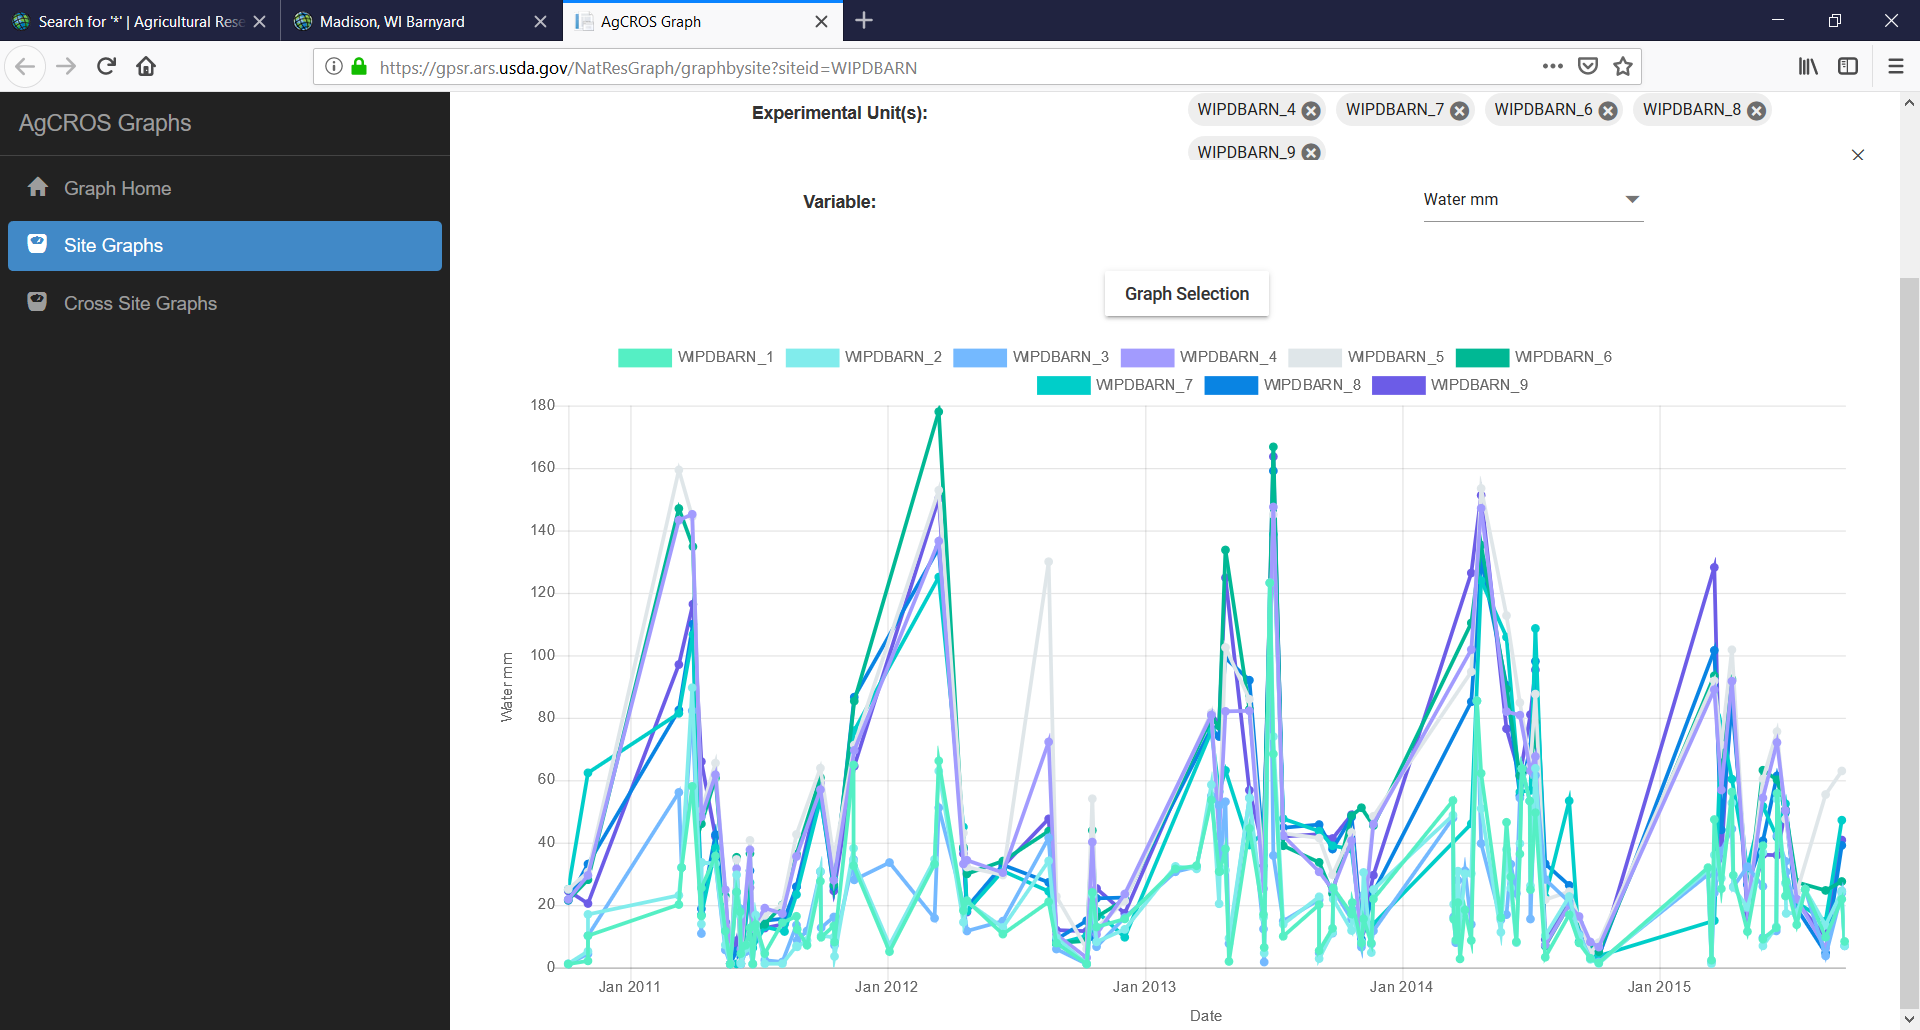 Search for '*' | Agricultural Rese
Madison, WI Barnyard
AgCROS Graph
https://gpsr.ars.usda.gov/NatResGraph/graphbysite?siteid=WIPDBARN
AgCROS Graphs
Graph Home
Site Graphs
Cross Site Graphs
Experimental Unit(s):
WIPDBARN_4 WIPDBARN_7 WIPDBARN_6 WIPDBARN_8
WIPDBARN_9
Variable:
Water mm
Graph Selection
WIPDBARN_1 WIPDBARN_2 WIPDBARN_3 WIPDBARN_4 WIPDBARN_5 WIPDBARN_6
WIPDBARN_7 WIPDBARN_8 WIPDBARN_9
180
160
140
120
100
80
60
40
20
0
Water mm
Jan 2011 Jan 2012 Jan 2013 Jan 2014 Jan 2015
Date